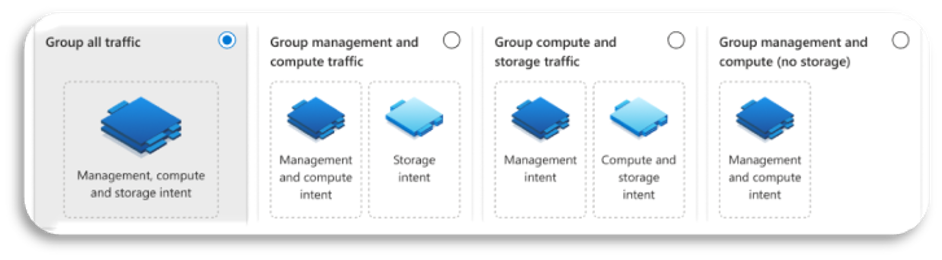 Group all traffic
Management, compute
and storage intent
Group management and
compute traffic
Management
and compute
intent
Storage
intent
Group compute and
storage traffic
Management
intent
Compute and
storage
intent
Group management and
compute (no storage)
Management
and compute
intent